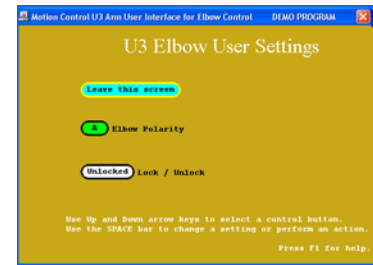 Motion Control U3 Arm User Interface for Elbow Control DEMO PROGRAM
U3 Elbow User Settings
Leave this screen
A Elbow Polarity
Unlocked Lock / Unlock
Use Up and Down arrow keys to select a control button.
Use the SPACE bar to change a setting or perform an action.
Press F1 for help.